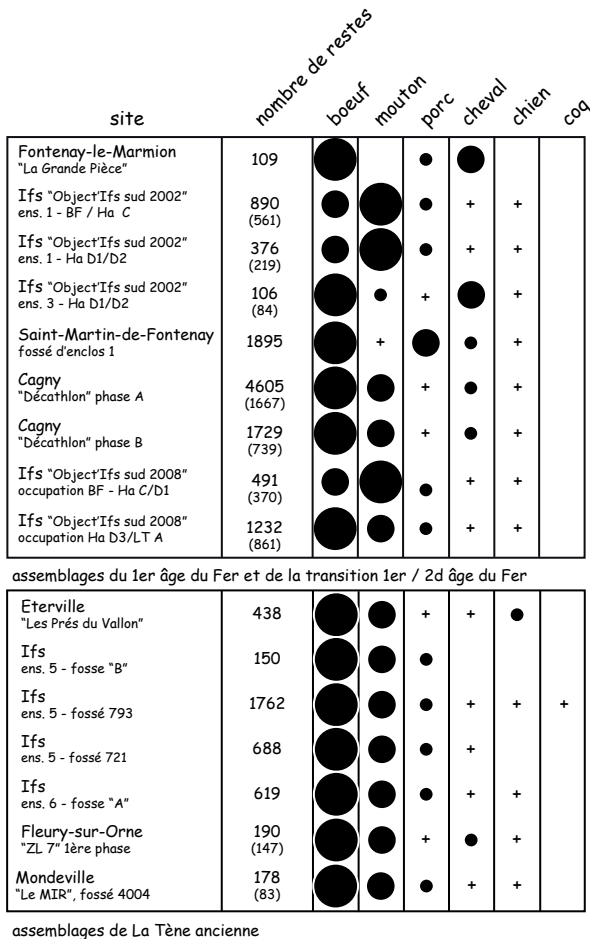 site nombre de restes boeuf mouton porc cheval chien coq
Fontenay-le-Marmion
"La Grande Pièce" 109
Ifs "Object'Ifs sud 2002" 890
ens. 1 - BF / Ha C (561) + +
Ifs "Object'Ifs sud 2002" 376
ens. 1 - Ha D1/D2 (219) + +
Ifs "Object'Ifs sud 2002" 106
ens. 3 - Ha D1/D2 (84) + +
Saint-Martin-de-Fontenay 1895
fossé d'enclos 1 + +
Cagny 4605
"Décathlon" phase A (1667) + +
Cagny 1729
"Décathlon" phase B (739) + +
Ifs "Object'Ifs sud 2008" 491
occupation BF - Ha C/D1 (370) + +
Ifs "Object'Ifs sud 2008" 1232
occupation Ha D3/LT A (861) + +
assemblages du 1er âge du Fer et de la transition 1er / 2d âge du Fer
Eterville 438
"Les Prés du Vallon" + +
Ifs 150
ens. 5 - fosse "B"
Ifs 1762
ens. 5 - fossé 793 + + +
Ifs 688
ens. 5 - fossé 721 +
Ifs 619
ens. 6 - fosse "A" + +
Fleury-sur-Orne 190
"ZL 7" 1ère phase (147) + +
Mondeville 178
"Le MIR", fossé 4004 (83) + +
assemblages de La Tène ancienne